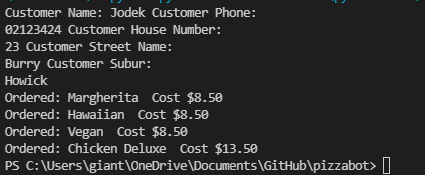 Customer Name: Jodek Customer Phone:
02123424 Customer House Number:
23 Customer Street Name:
Burry Customer Subur:
Howick
Ordered: Margherita  Cost $8.50
Ordered: Hawaiian  Cost $8.50
Ordered: Vegan  Cost $8.50
Ordered: Chicken Deluxe  Cost $13.50
PS C:\Users\giant\OneDrive\Documents\GitHub\pizzabot>